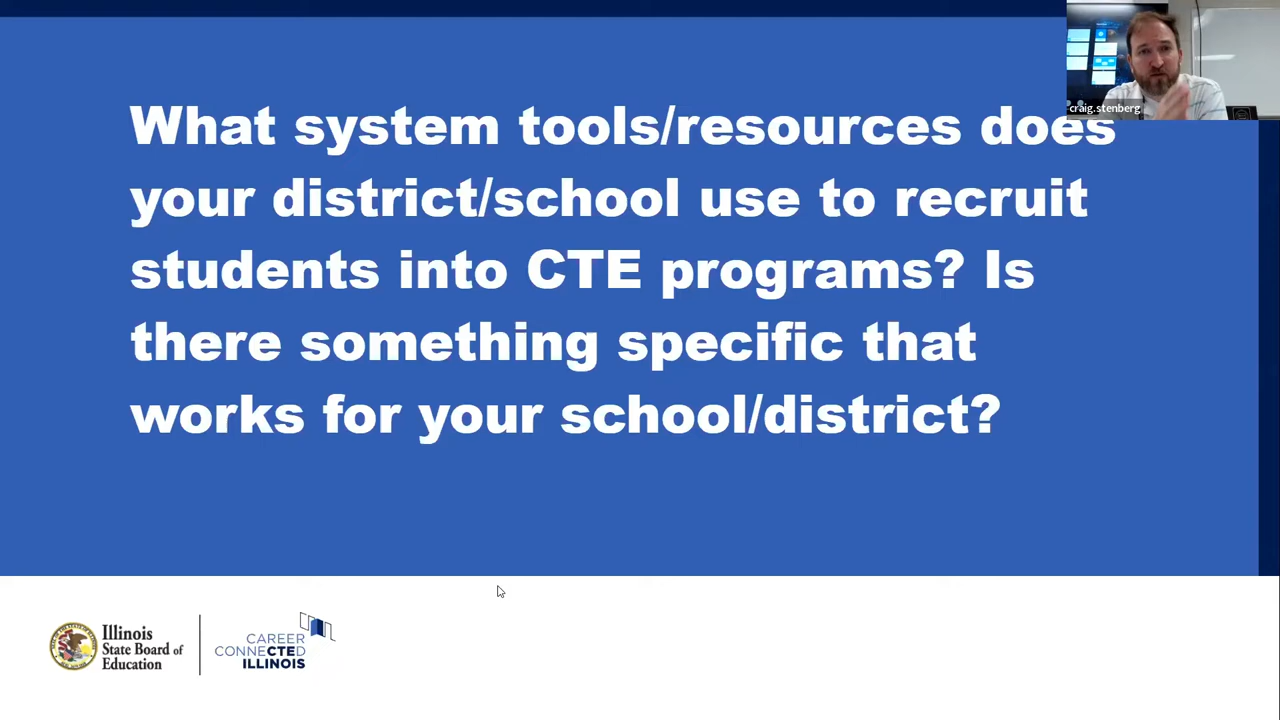 What system tools/resources does
your district/school use to recruit
students into CTE programs? Is
there something specific that
works for your school/district?
craig.stenberg
Illinois
State Board of
Education
CAREER
CONNECTED
ILLINOIS